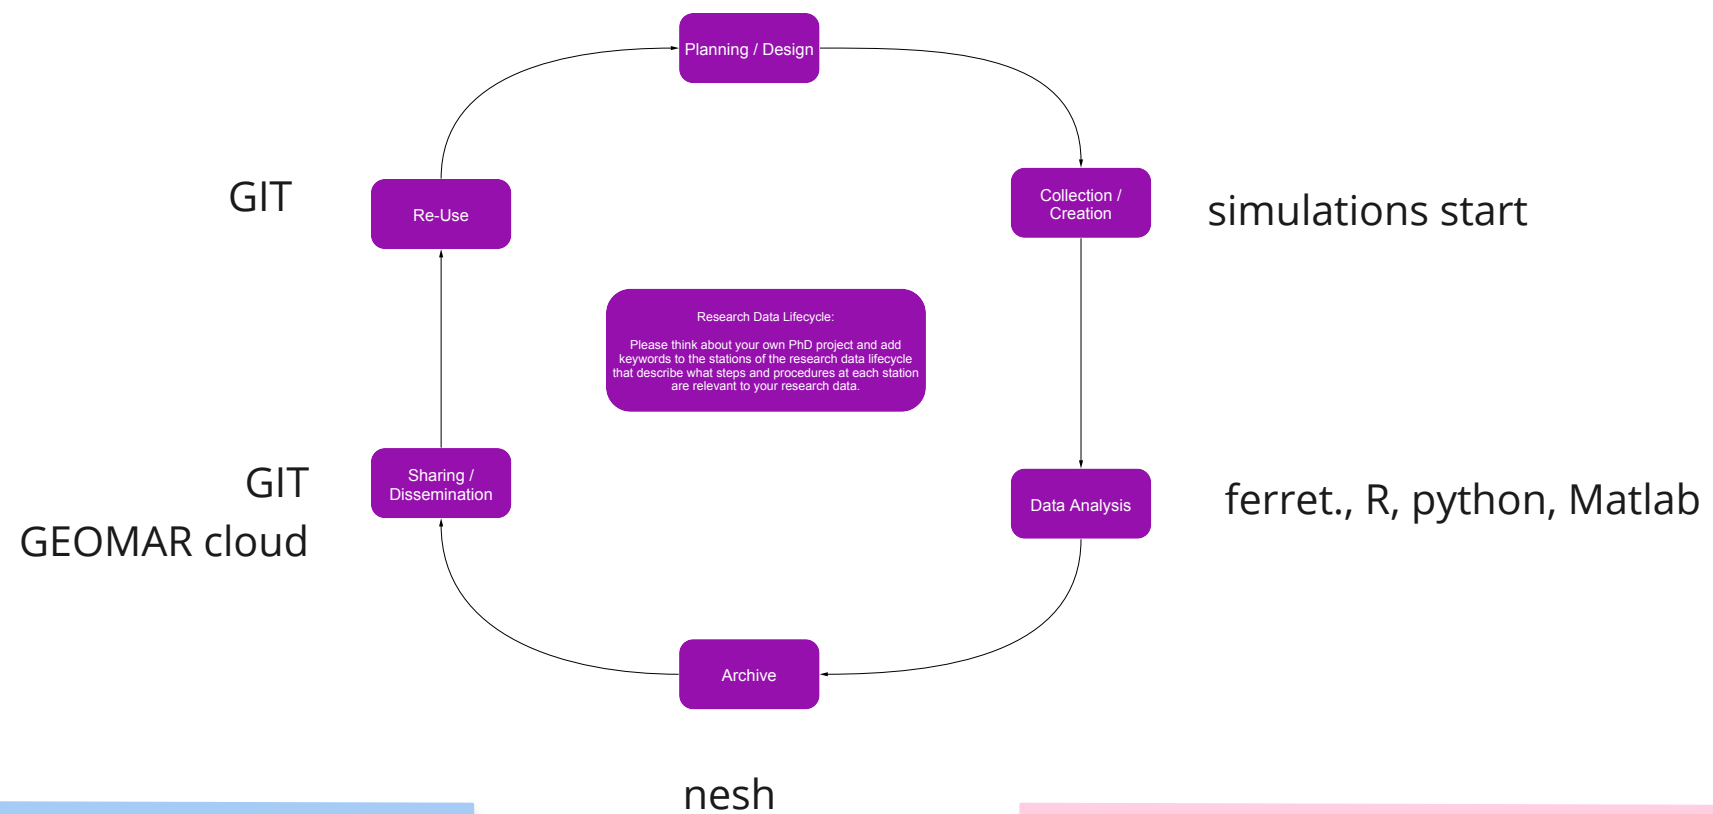 Planning / Design
GIT
Re-Use
Collection /
Creation
simulations start
Research Data Lifecycle:
Please think about your own PhD project and add
keywords to the stations of the research data lifecycle
that describe what steps and procedures at each station
are relevant to your research data.
GIT
GEOMAR cloud
Sharing /
Dissemination
Data Analysis
ferret., R, python, Matlab
Archive
nesh